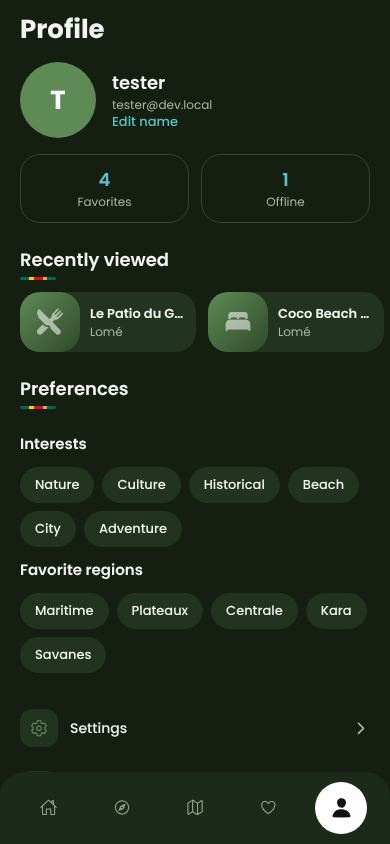 Profile
T
tester
tester@dev.local
Edit name
4
Favorites
1
Offline
Recently viewed
Le Patio du G...
Lomé
Coco Beach ...
Lomé
Preferences
Interests
Nature
Culture
Historical
Beach
City
Adventure
Favorite regions
Maritime
Plateaux
Centrale
Kara
Savanes
Settings